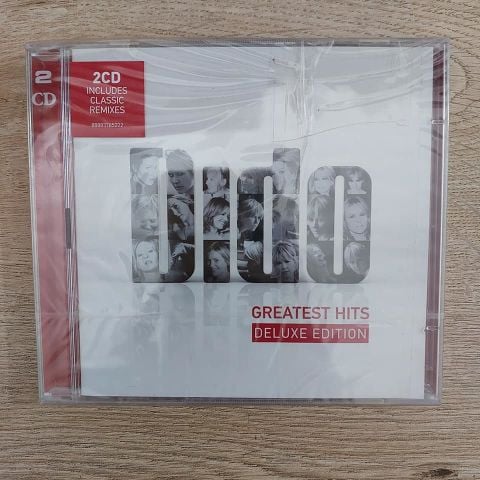 2
CD
2CD
INCLUDES
CLASSIC
REMIXES
Dido
GREATEST HITS
DELUXE EDITION